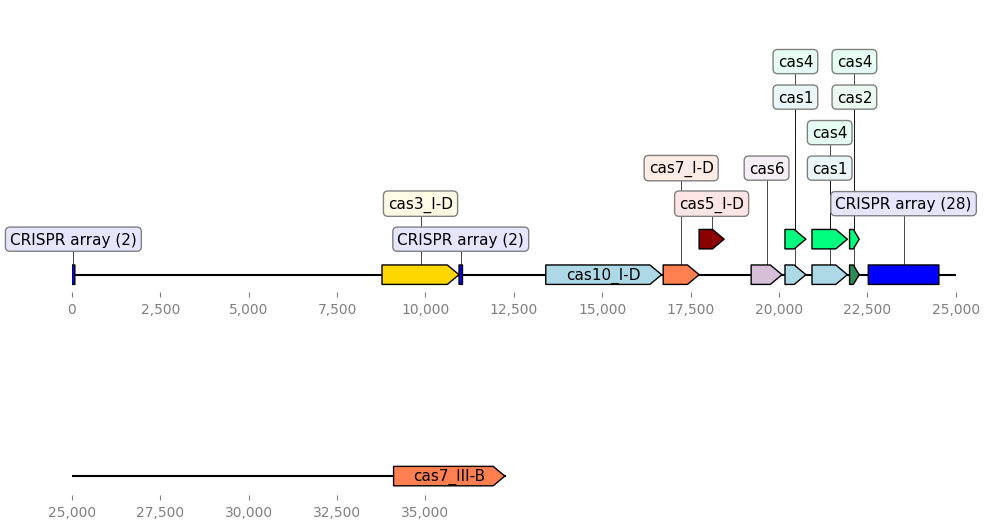 cas4 cas4
cas1 cas2
cas4
cas7_I-D cas6 cas1
cas3_I-D cas5_I-D CRISPR array (28)
CRISPR array (2) CRISPR array (2)
cas10_I-D
0 2,500 5,000 7,500 10,000 12,500 15,000 17,500 20,000 22,500 25,000
cas7_III-B
25,000 27,500 30,000 32,500 35,000